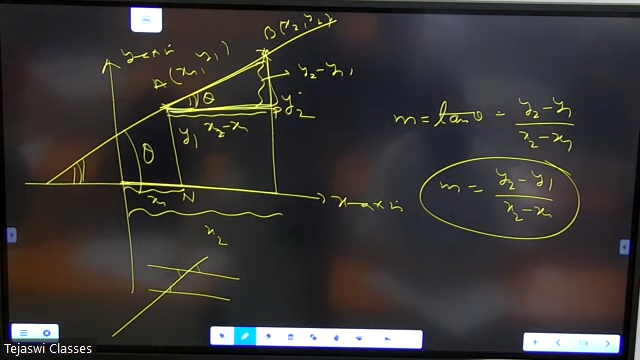 B(x₂, y₂)
y-axis
A(x₁, y₁)
y₂-y₁
θ
y₂
P
y₁
x₂-x₁
θ
x₁
N
x-axis
x₂
m = tanθ = y₂-y₁ / x₂-x₁
m = y₂-y₁ / x₂-x₁
Tejaswi Classes